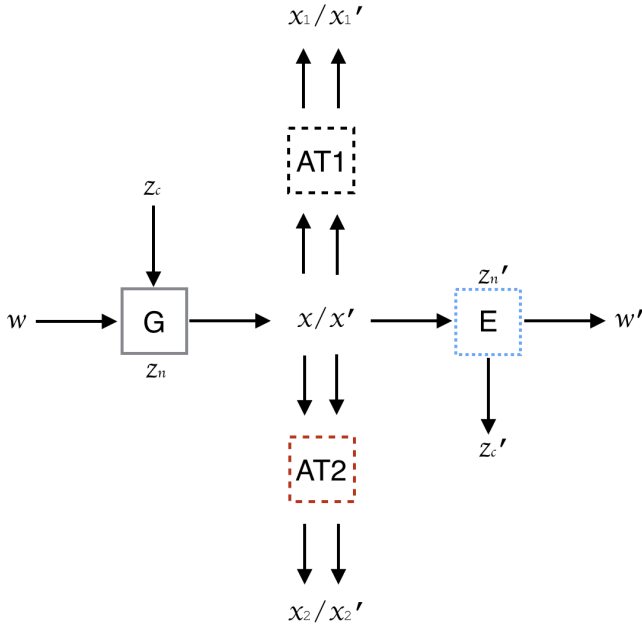 x₁/x₁′
AT1
z_c
z_n′
w
G
x/x′
E
w′
z_n
z_c′
AT2
x₂/x₂′